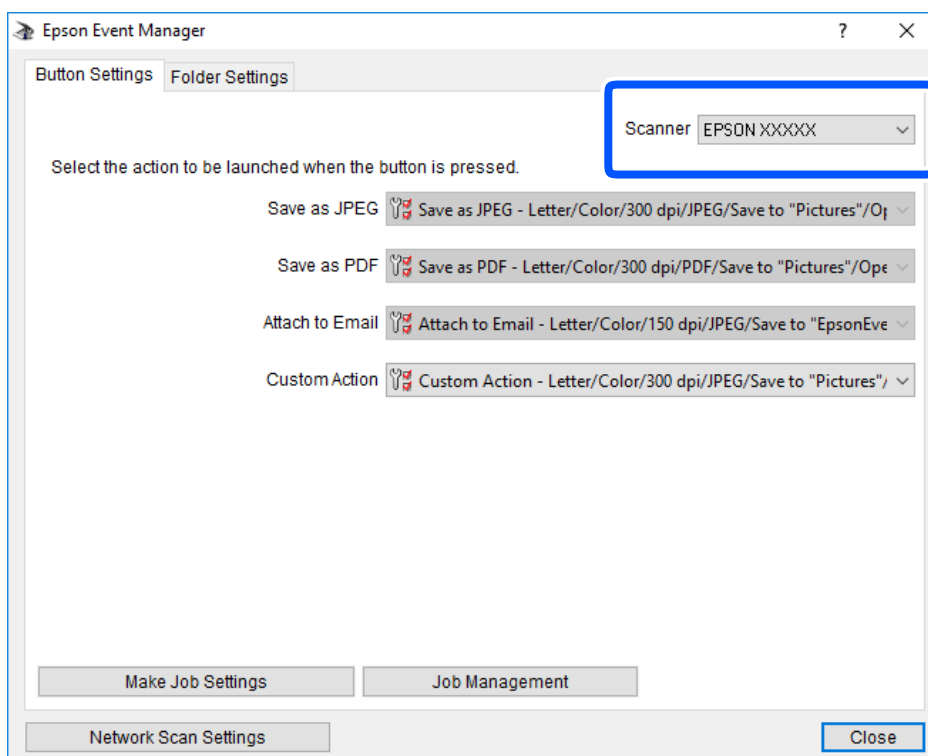 Epson Event Manager
Button Settings Folder Settings
Scanner EPSON XXXXX
Select the action to be launched when the button is pressed.
Save as JPEG Save as JPEG - Letter/Color/300 dpi/JPEG/Save to "Pictures"/Op
Save as PDF Save as PDF - Letter/Color/300 dpi/PDF/Save to "Pictures"/Ope
Attach to Email Attach to Email - Letter/Color/150 dpi/JPEG/Save to "EpsonEve
Custom Action Custom Action - Letter/Color/300 dpi/JPEG/Save to "Pictures"/
Make Job Settings Job Management
Network Scan Settings Close